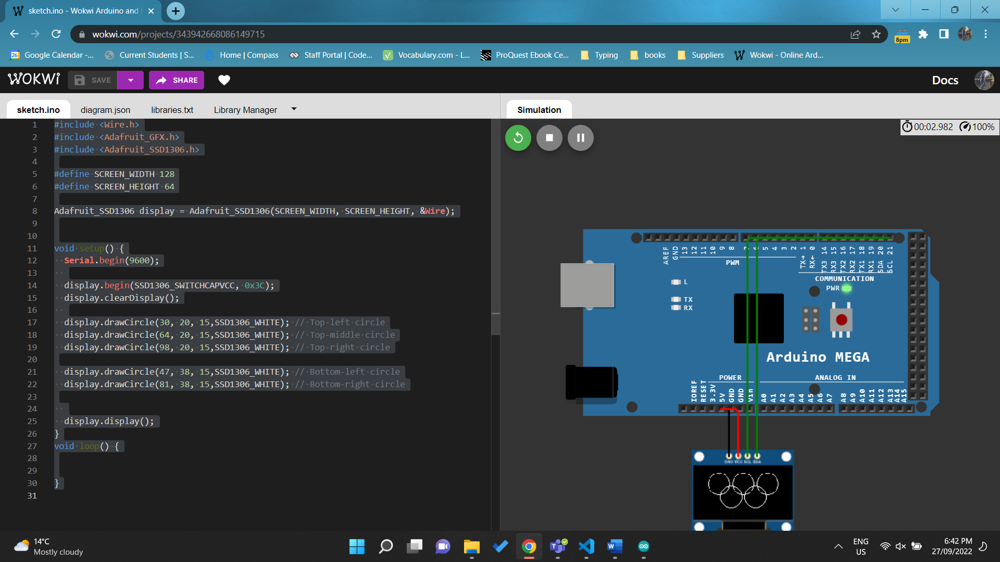 sketch.ino - Wokwi Arduino and
wokwi.com/projects/343942668086149715
8pm
26 Google Calendar -... Current Students | S... Home | Compass Staff Portal | Code... Vocabulary.com - L... ProQuest Ebook Ce... Typing books Suppliers Wokwi - Online Ard...
WOKWi SAVE SHARE Docs
sketch.ino diagram.json libraries.txt Library Manager
Simulation
00:02.982 100%
1 #include <Wire.h>
2 #include <Adafruit_GFX.h>
3 #include <Adafruit_SSD1306.h>
4
5 #define SCREEN_WIDTH 128
6 #define SCREEN_HEIGHT 64
7
8 Adafruit_SSD1306 display = Adafruit_SSD1306(SCREEN_WIDTH, SCREEN_HEIGHT, &Wire);
9
10
11 void setup() {
12 Serial.begin(9600);
13
14 display.begin(SSD1306_SWITCHCAPVCC, 0x3C);
15 display.clearDisplay();
16
17 display.drawCircle(30, 20, 15,SSD1306_WHITE); // Top-left circle
18 display.drawCircle(64, 20, 15,SSD1306_WHITE); // Top-middle circle
19 display.drawCircle(98, 20, 15,SSD1306_WHITE); // Top-right circle
20
21 display.drawCircle(47, 38, 15,SSD1306_WHITE); // Bottom-left circle
22 display.drawCircle(81, 38, 15,SSD1306_WHITE); // Bottom-right circle
23
24
25 display.display();
26 }
27 void loop() {
28
29
30 }
31
AREF GND 13 12 11 10 9 8 7 6 5 4 3 2 TX→ 1 RX← 0 TX3 14 RX3 15 TX2 16 RX2 17 TX1 18 RX1 19 SDA 20 SCL 21
PWM
COMMUNICATION
PWR
L
TX
RX
Arduino MEGA
POWER ANALOG IN
IOREF RESET 3.3V 5V GND GND Vin A0 A1 A2 A3 A4 A5 A6 A7 A8 A9 A10 A11 A12 A13 A14 A15
GND VCC SCL SDA
14°C
Mostly cloudy
ENG
US
6:42 PM
27/09/2022